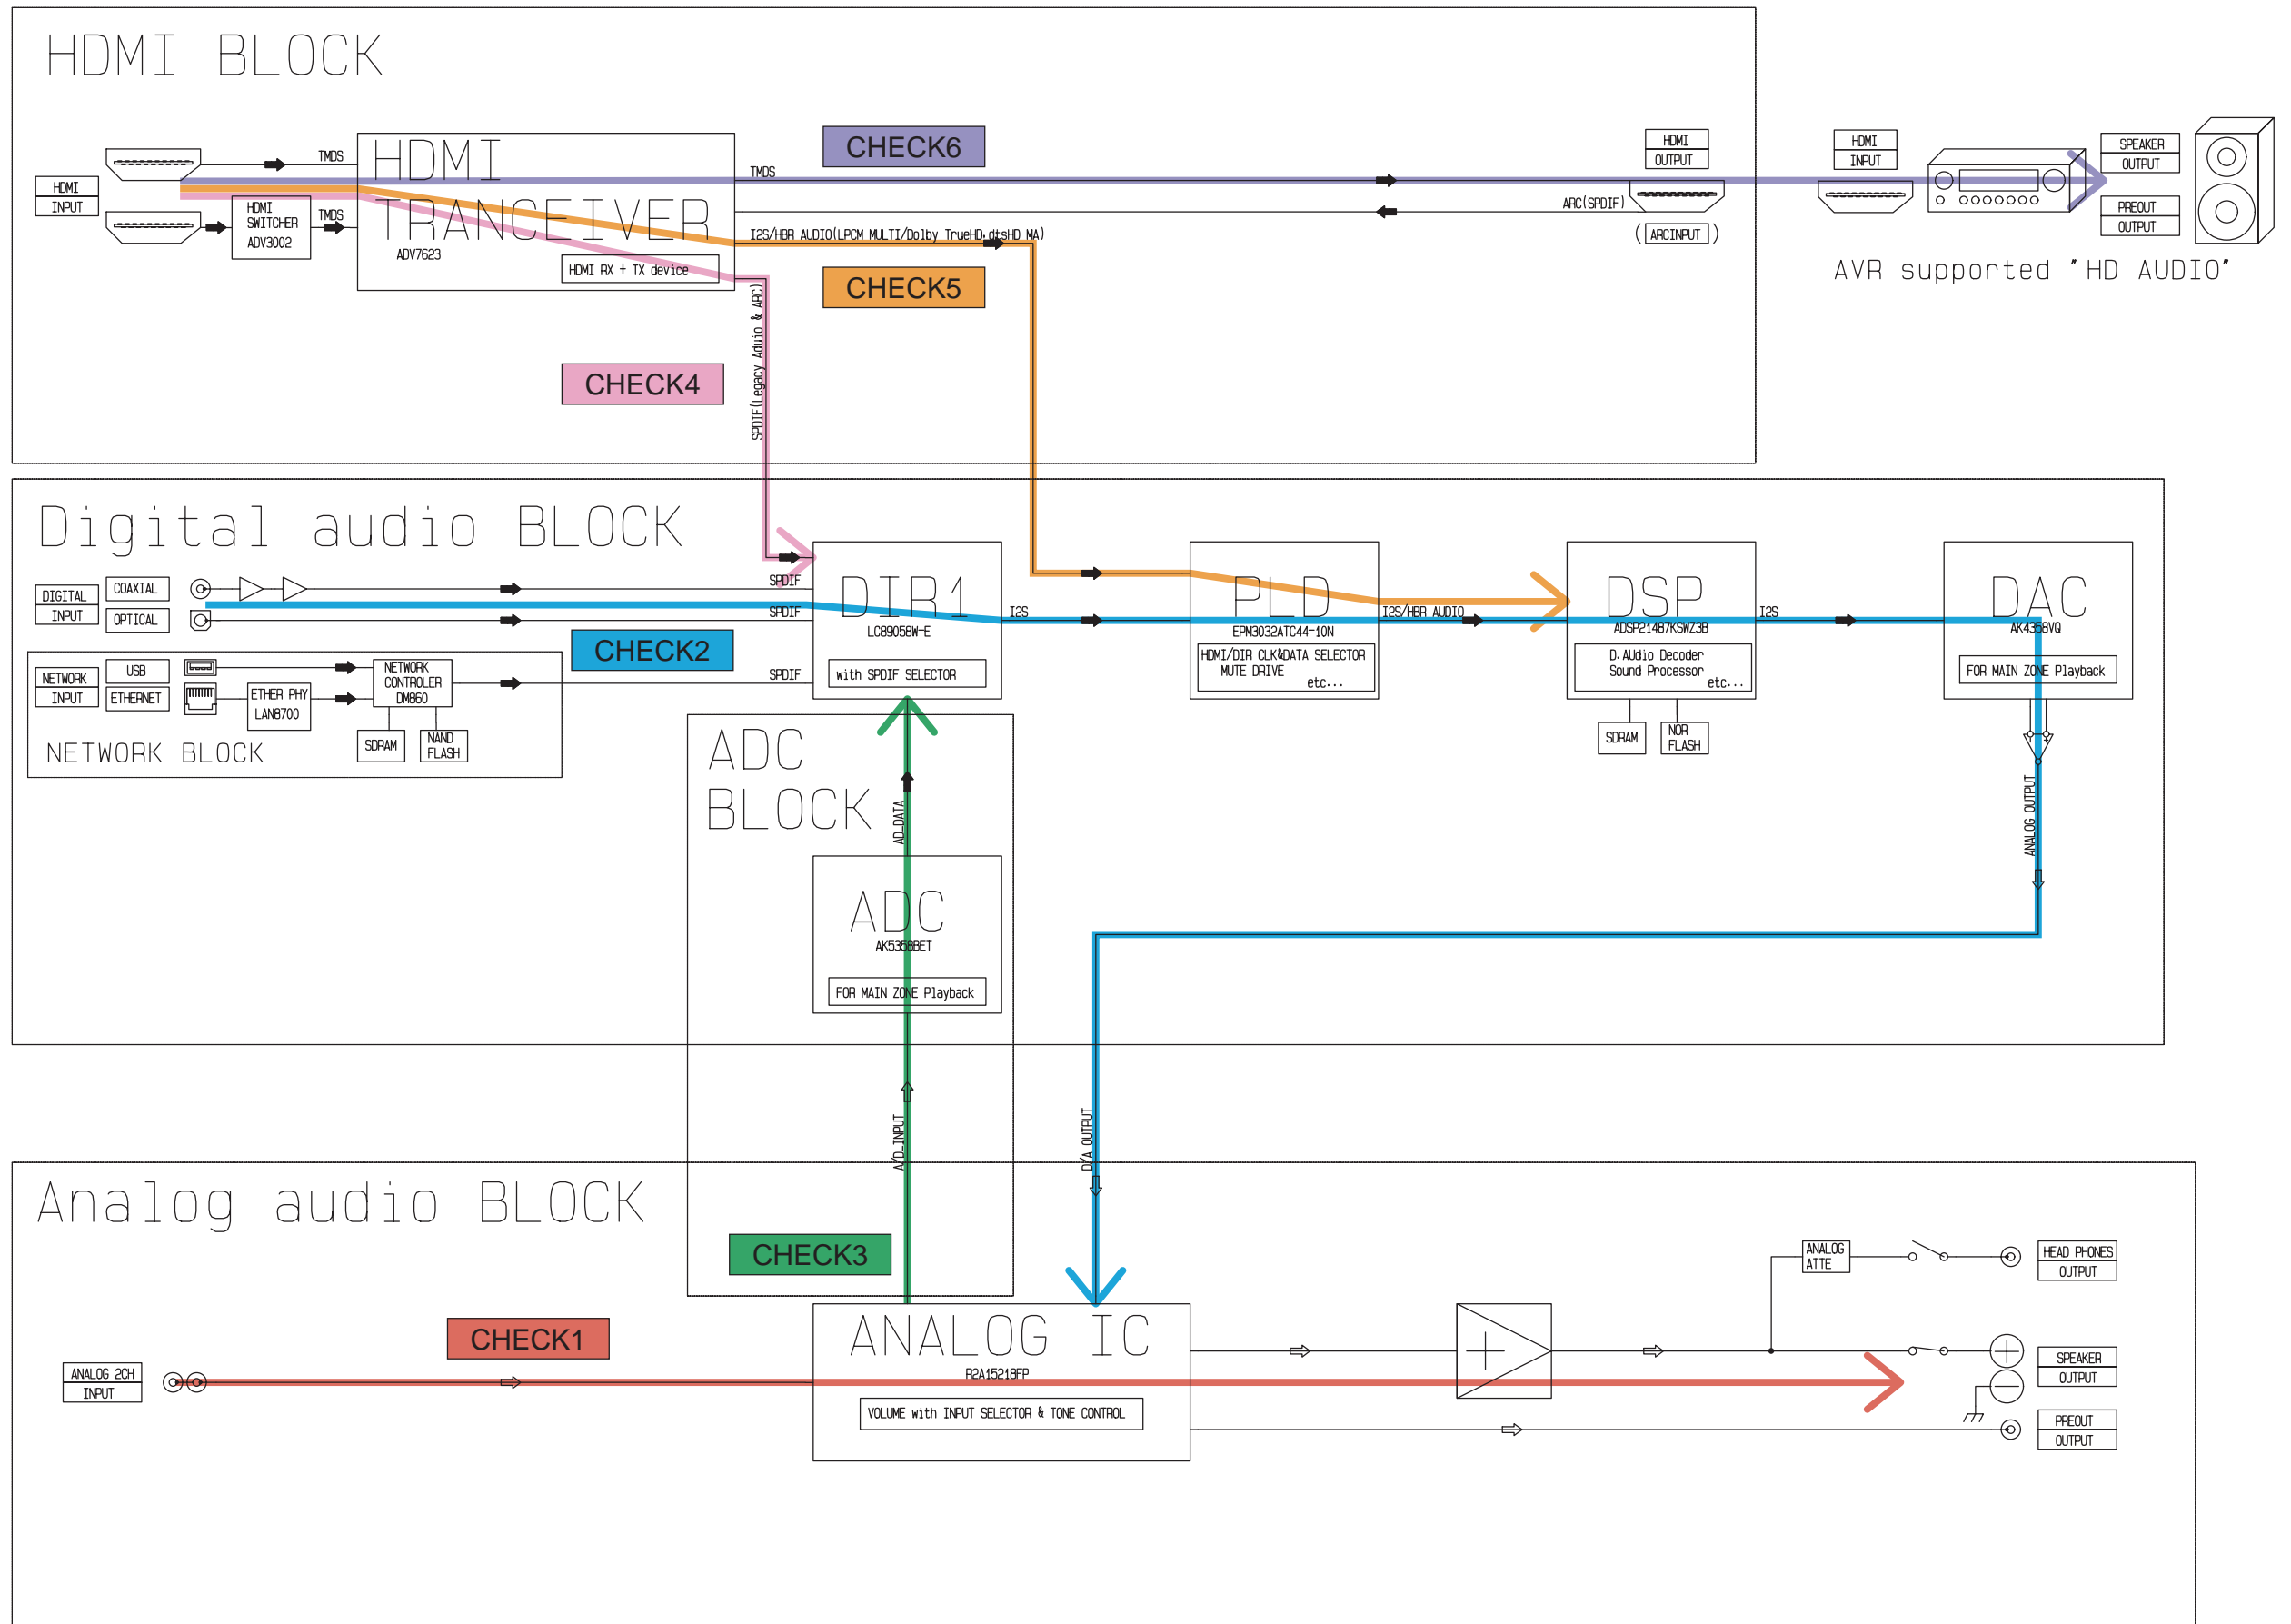 HDMI BLOCK
HDMI
INPUT
TMDS
HDMI
SWITCHER
ADV3002
TMDS
HDMI
TRANCEIVER
ADV7623
HDMI RX + TX device
CHECK6
TMDS
ARC(SPDIF)
I2S/HBR AUDIO(LPCM MULTI/Dolby TrueHD.dtsHD MA)
CHECK5
CHECK4
SPDIF(Legacy Aduio & ARC)
HDMI
OUTPUT
(ARCINPUT)
HDMI
INPUT
SPEAKER
OUTPUT
PREOUT
OUTPUT
AVR supported "HD AUDIO"
Digital audio BLOCK
DIGITAL
INPUT
COAXIAL
OPTICAL
SPDIF
SPDIF
CHECK2
SPDIF
NETWORK
INPUT
USB
ETHERNET
ETHER PHY
LAN8700
NETWORK
CONTROLER
DM860
SDRAM
NAND
FLASH
NETWORK BLOCK
DIR1
LC89058W-E
with SPDIF SELECTOR
I2S
PLD
EPM3032ATC44-10N
HDMI/DIR CLK&DATA SELECTOR
MUTE DRIVE
etc...
I2S/HBR AUDIO
DSP
ADSP21487KSWZ3B
D.AUdio Decoder
Sound Processor
etc...
SDRAM
NOR
FLASH
I2S
DAC
AK4358VQ
FOR MAIN ZONE Playback
ANALOG OUTPUT
ADC
BLOCK
AD_DATA
ADC
AK5358BET
FOR MAIN ZONE Playback
A/D_INPUT
D/A OUTPUT
Analog audio BLOCK
CHECK3
CHECK1
ANALOG 2CH
INPUT
ANALOG IC
R2A15218FP
VOLUME with INPUT SELECTOR & TONE CONTROL
ANALOG
ATTE
HEAD PHONES
OUTPUT
SPEAKER
OUTPUT
PREOUT
OUTPUT